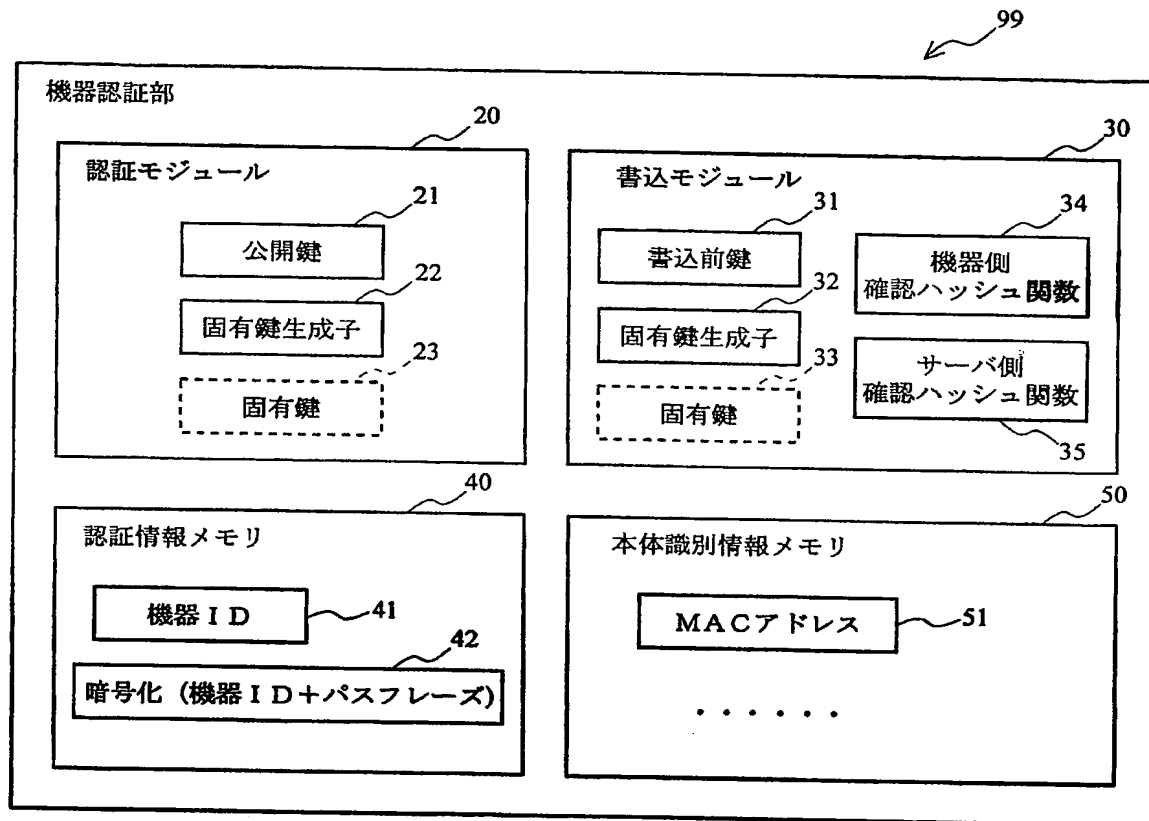 99
機器認証部
20
認証モジュール
21
公開鍵
22
固有鍵生成子
23
固有鍵
30
書込モジュール
31
書込前鍵
32
固有鍵生成子
33
固有鍵
34
機器側
確認ハッシュ関数
サーバ側
確認ハッシュ関数
35
40
認証情報メモリ
機器ID
41
42
暗号化(機器ID+パスフレーズ)
50
本体識別情報メモリ
MACアドレス
51
・・・・・・